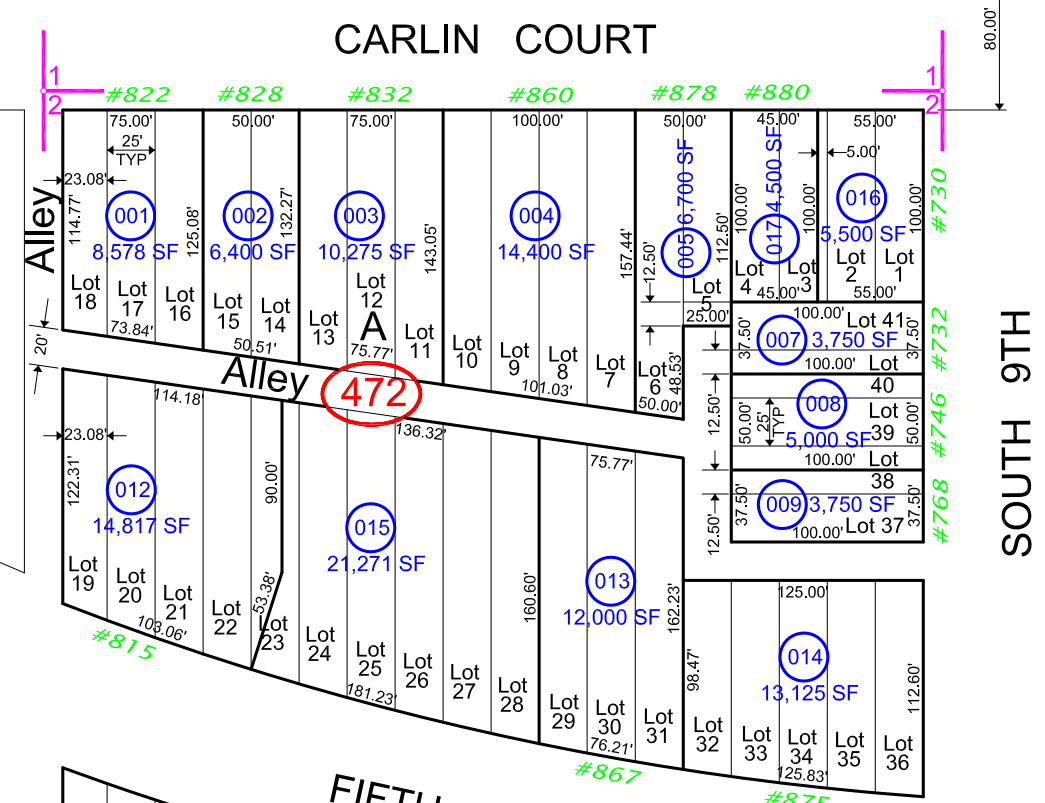 CARLIN COURT
80.00'
1
2
1
2
#822
#828
#832
#860
#878
#880
75.00'
50.00'
75.00'
100.00'
50.00'
45.00'
55.00'
25'
TYP
5.00'
23.08'
Alley
114.77'
001
8,578 SF
125.08'
002
6,400 SF
132.27'
003
10,275 SF
143.05'
004
14,400 SF
157.44'
12.50'
005
6,700 SF
112.50'
100.00'
017
4,500 SF
100.00'
016
5,500 SF
100.00'
#730
Lot
18
Lot
17
Lot
16
Lot
15
Lot
14
Lot
13
Lot
12
A
Lot
11
Lot
10
Lot
9
Lot
8
Lot
7
Lot
6
Lot
5
Lot
4
Lot
3
Lot
2
Lot
1
45.00'
55.00'
25.00'
48.53'
50.00'
73.84'
50.51'
75.77'
101.03'
20'
Alley
472
100.00'
Lot 41
37.50'
007
3,750 SF
37.50'
#732
100.00'
Lot
40
12.50'
50.00'
25'
TYP
008
5,000 SF
Lot
39
50.00'
#746
100.00'
Lot
38
12.50'
37.50'
009
3,750 SF
37.50'
#768
100.00'
Lot 37
SOUTH 9TH
114.18'
136.32'
75.77'
23.08'
122.31'
012
14,817 SF
90.00'
53.38'
015
21,271 SF
160.60'
013
12,000 SF
162.23'
125.00'
98.47'
014
13,125 SF
112.60'
Lot
19
Lot
20
Lot
21
Lot
22
Lot
23
Lot
24
Lot
25
Lot
26
Lot
27
Lot
28
Lot
29
Lot
30
Lot
31
Lot
32
Lot
33
Lot
34
Lot
35
Lot
36
103.06'
181.23'
76.21'
125.83'
#815
#867
#875
FIFTH